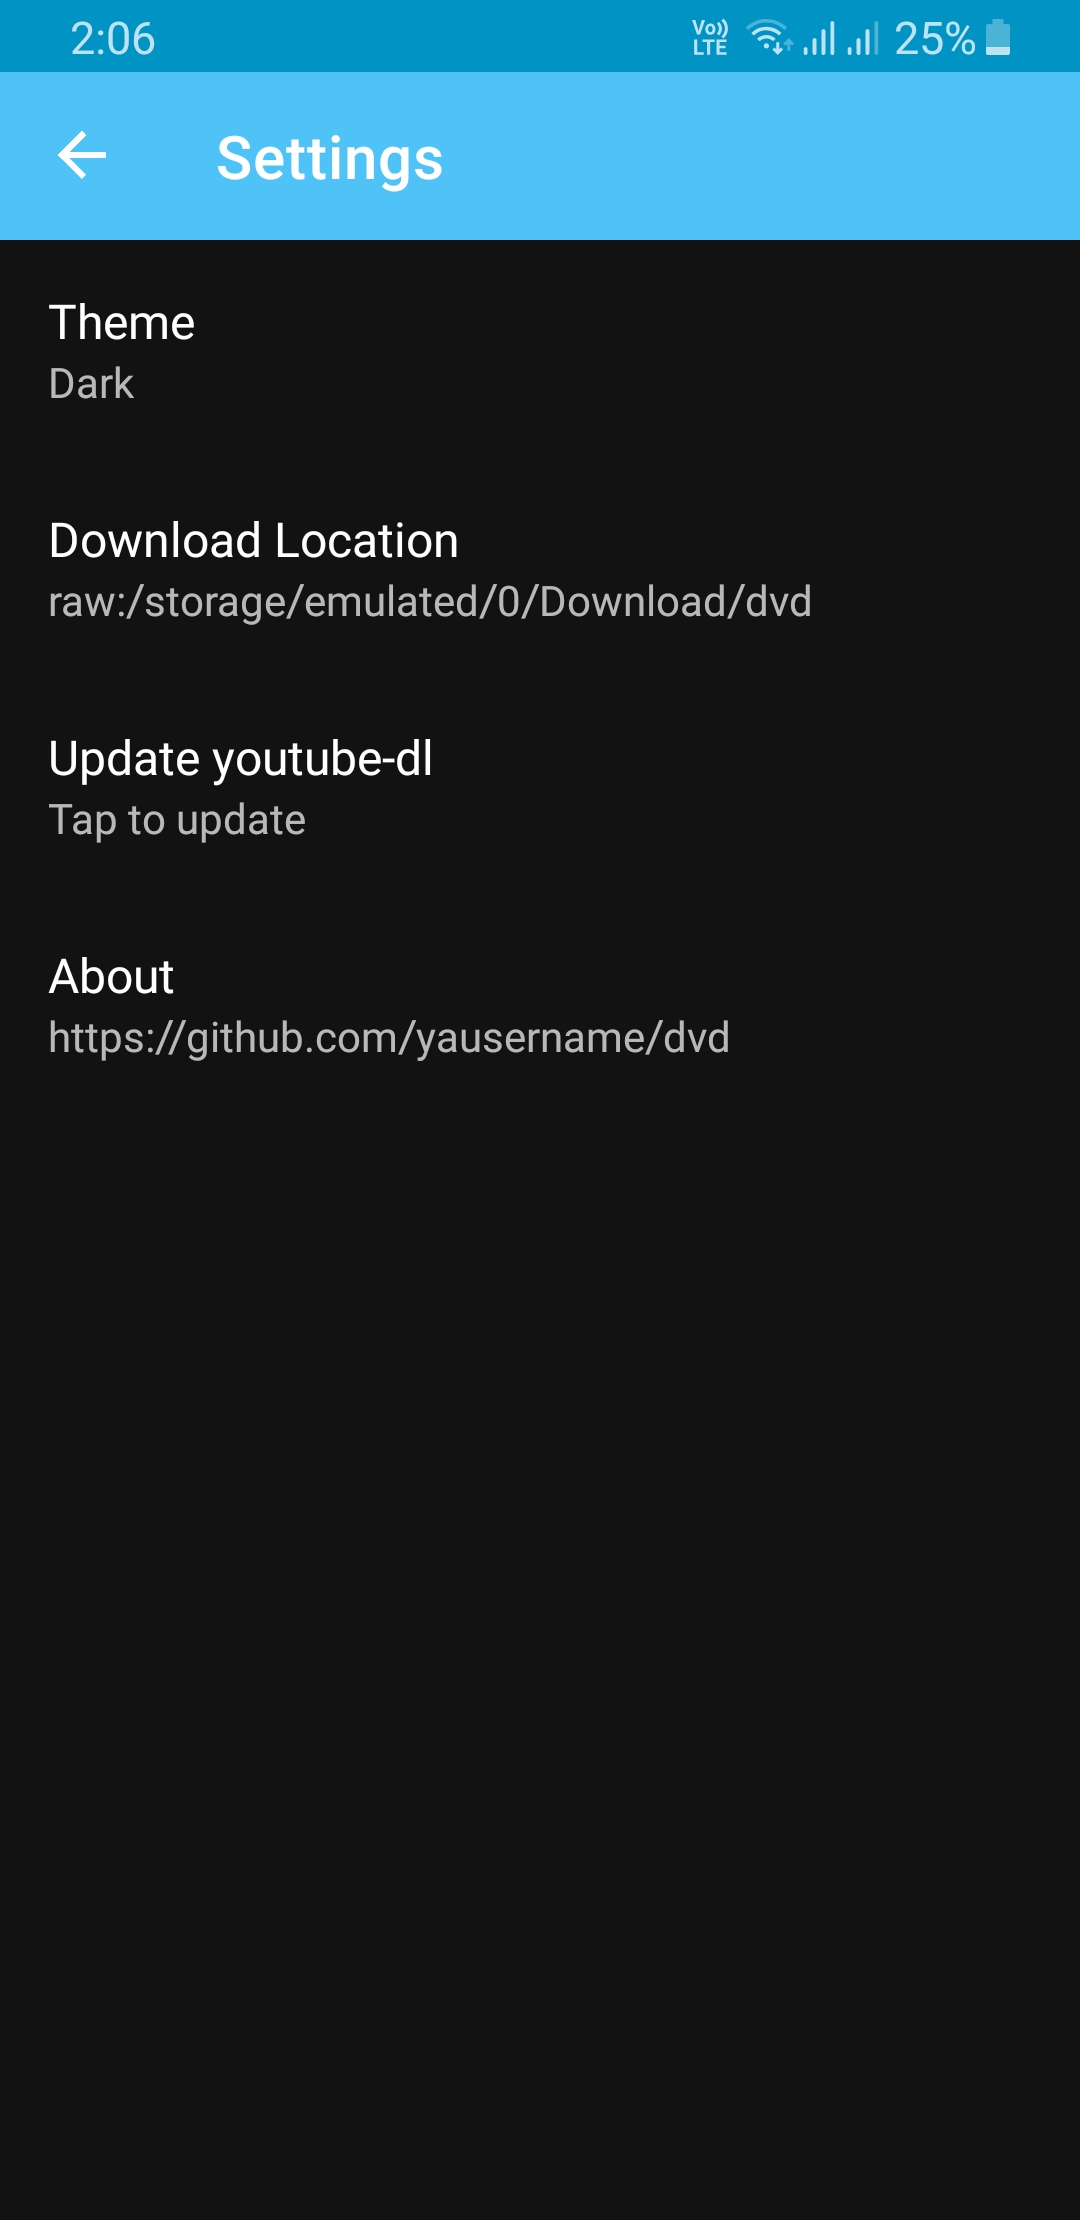 2:06
Vo)) LTE 25%
Settings
Theme
Dark
Download Location
raw:/storage/emulated/0/Download/dvd
Update youtube-dl
Tap to update
About
https://github.com/yausername/dvd